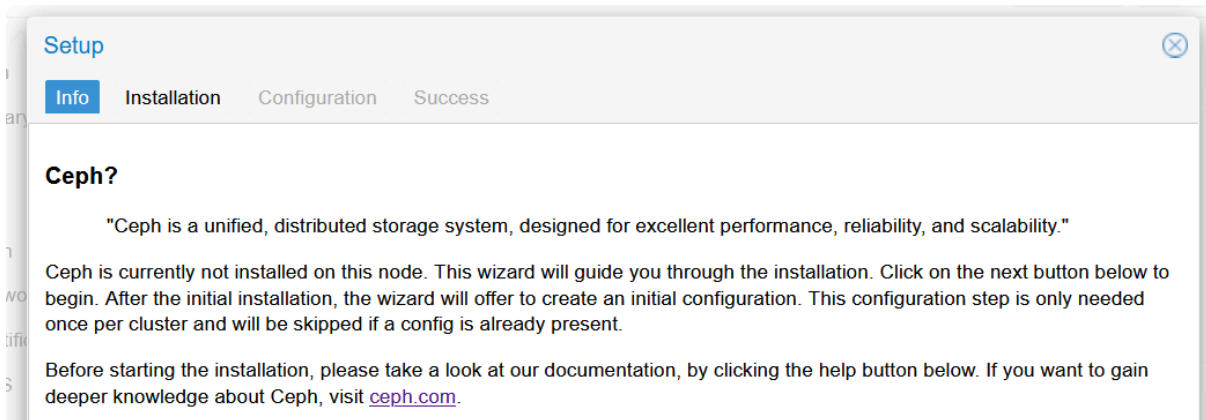 Setup
Info Installation Configuration Success
Ceph?
"Ceph is a unified, distributed storage system, designed for excellent performance, reliability, and scalability."
Ceph is currently not installed on this node. This wizard will guide you through the installation. Click on the next button below to
begin. After the initial installation, the wizard will offer to create an initial configuration. This configuration step is only needed
once per cluster and will be skipped if a config is already present.
Before starting the installation, please take a look at our documentation, by clicking the help button below. If you want to gain
deeper knowledge about Ceph, visit ceph.com.